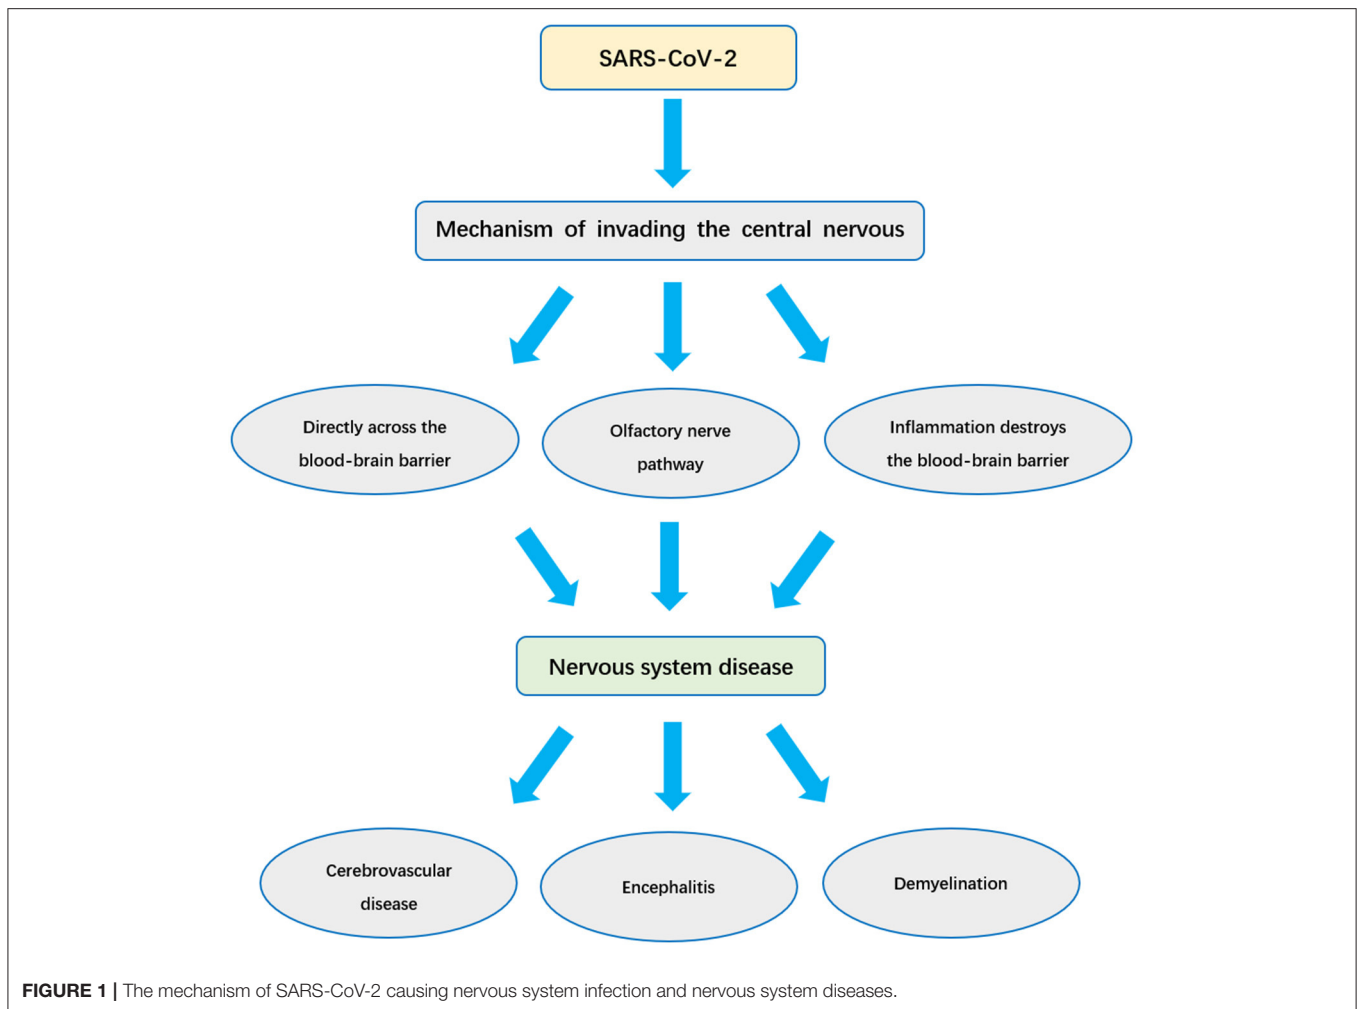 SARS-CoV-2
Mechanism of invading the central nervous
Directly across the
blood-brain barrier
Olfactory nerve
pathway
Inflammation destroys
the blood-brain barrier
Nervous system disease
Cerebrovascular
disease
Encephalitis
Demyelination
FIGURE 1 | The mechanism of SARS-CoV-2 causing nervous system infection and nervous system diseases.